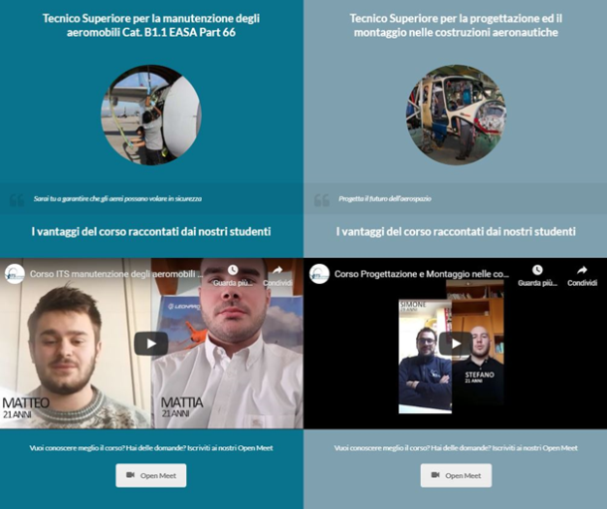 Tecnico Superiore per la manutenzione degli
aeromobili Cat. B1.1 EASA Part 66
Sarai tu a garantire che gli aerei possano volare in sicurezza
I vantaggi del corso raccontati dai nostri studenti
Corso ITS manutenzione degli aeromobili ...
Guarda più...
Condividi
LEONARDO
MATTEO
21 ANNI
MATTIA
21 ANNI
Vuoi conoscere meglio il corso? Hai delle domande? Iscriviti ai nostri Open Meet
Open Meet
Tecnico Superiore per la progettazione ed il
montaggio nelle costruzioni aeronautiche
Progetta il futuro dell'aerospazio
I vantaggi del corso raccontati dai nostri studenti
Corso Progettazione e Montaggio nelle co...
Guarda più...
Condividi
SIMONE
21 ANNI
STEFANO
21 ANNI
Vuoi conoscere meglio il corso? Hai delle domande? Iscriviti ai nostri Open Meet
Open Meet